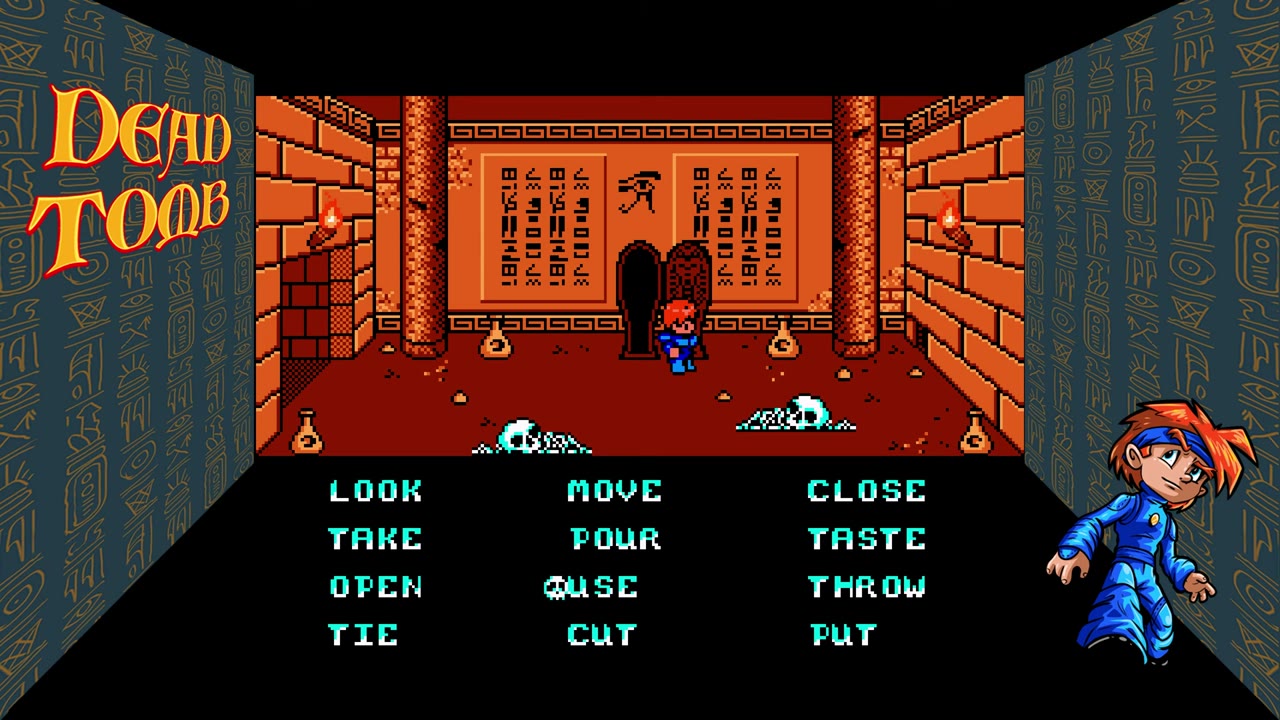 DEAD
TOMB
LOOK MOVE CLOSE
TAKE POUR TASTE
OPEN USE THROW
TIE CUT PUT